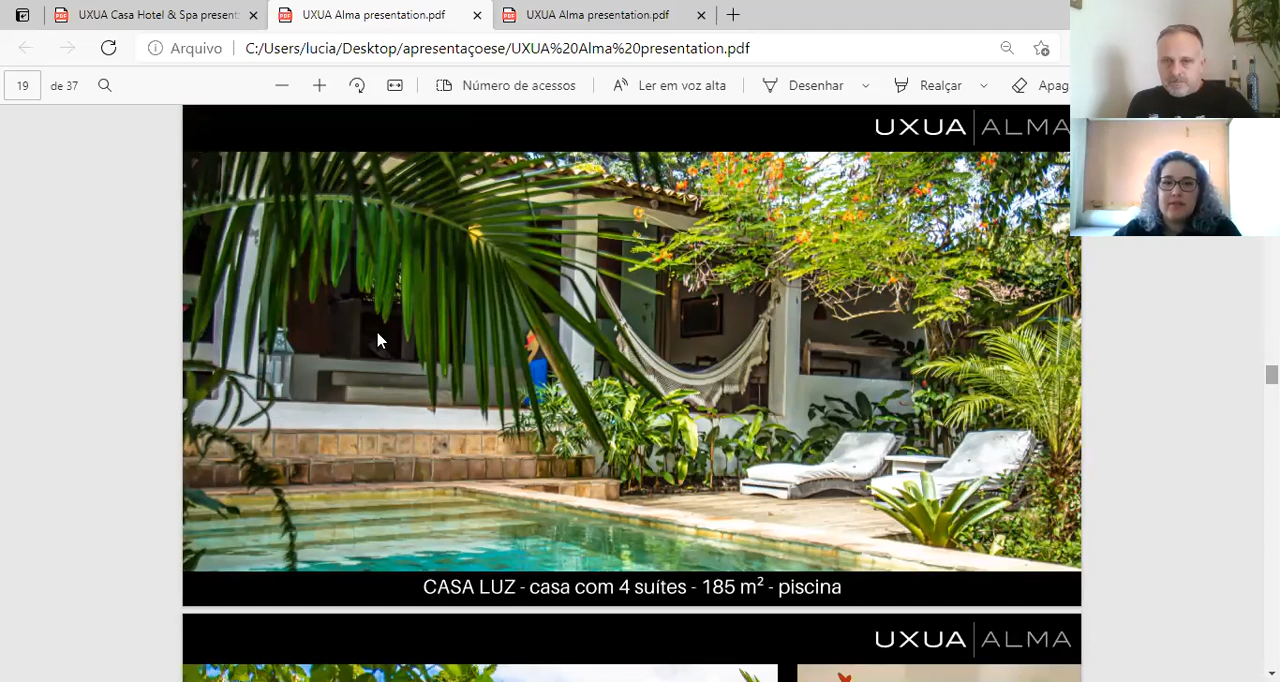 UXUA Casa Hotel & Spa present
UXUA Alma presentation.pdf
UXUA Alma presentation.pdf
Arquivo
C:/Users/lucia/Desktop/apresentaçoese/UXUA%20Alma%20presentation.pdf
19 de 37
Número de acessos
Ler em voz alta
Desenhar
Realçar
Apag
UXUA | ALMA
CASA LUZ - casa com 4 suítes - 185 m² - piscina
UXUA | ALMA